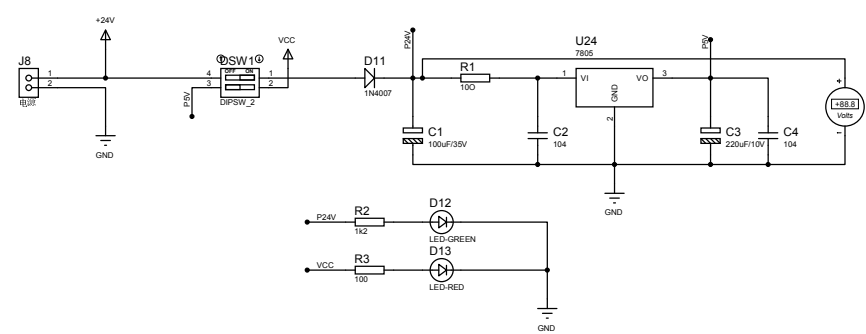 +24V
J8
1
2
电源
GND
DSW1
OFF ON
4
3
1
2
DIPSW_2
P5V
VCC
D11
1N4007
P24V
R1
10O
C1
100uF/35V
C2
104
U24
7805
1
VI
VO
3
GND
2
GND
P5V
C3
220uF/10V
C4
104
+88.8
Volts
1
P24V
R2
1k2
D12
LED-GREEN
VCC
R3
100
D13
LED-RED
GND